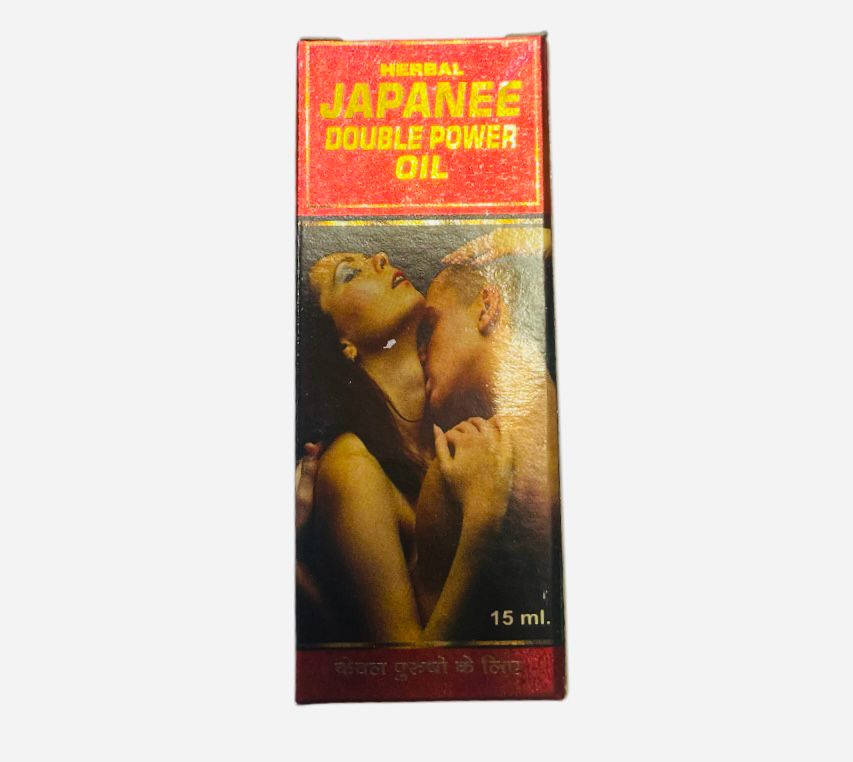 HERBAL
JAPANEE
DOUBLE POWER
OIL
15 ml.
केवल पुरुषों के लिए